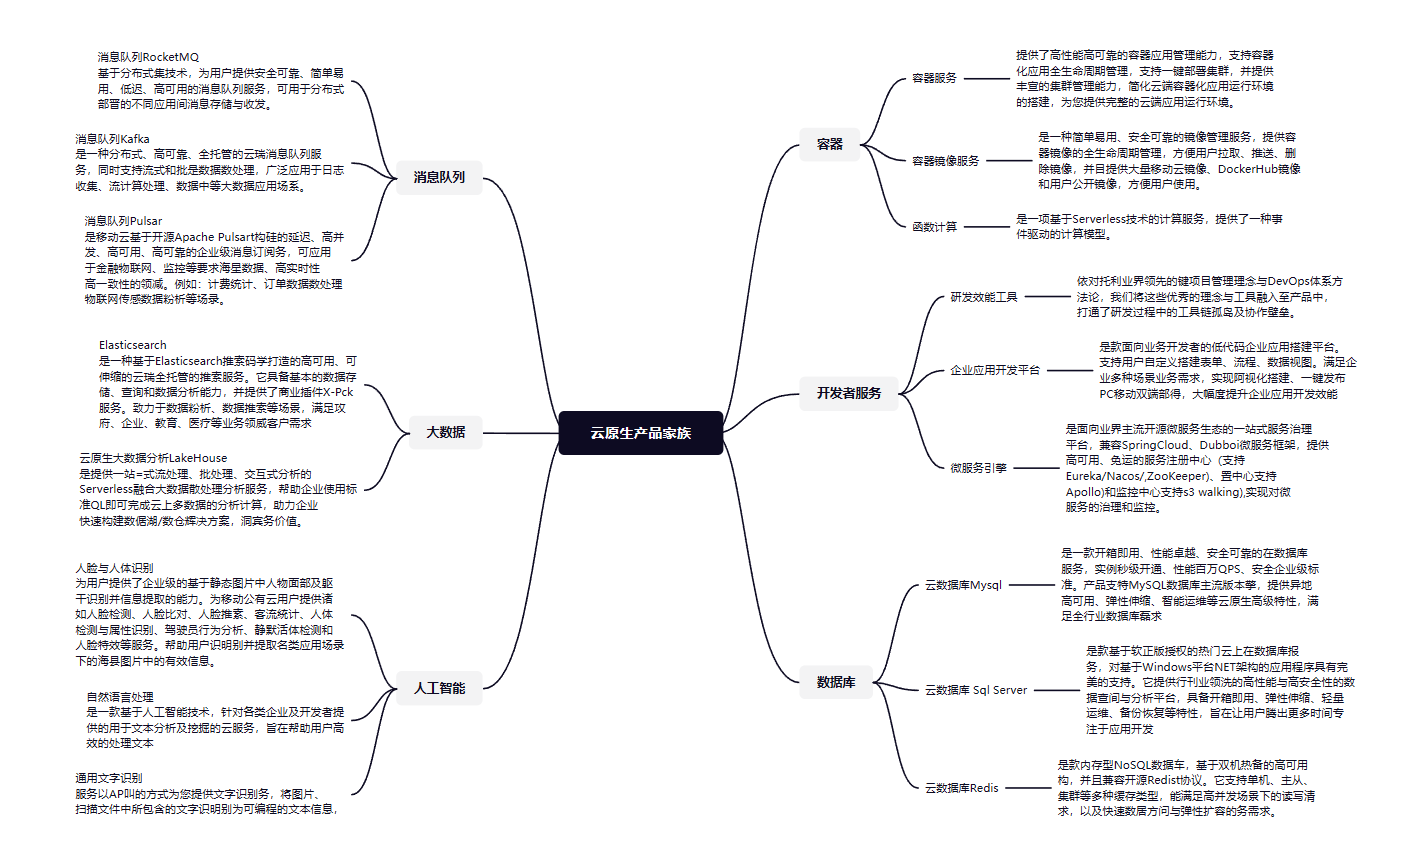 云原生产品家族
消息队列
消息队列RocketMQ
基于分布式集技术，为用户提供安全可靠、简单易
用、低迟、高可用的消息队列服务，可用于分布式
部晋的不同应用间消息存储与收发。
消息队列Kafka
是一种分布式、高可靠、全托管的云瑞消息队列服
务，同时支持流式和批是数据数处理，广泛应用于日志
收集、流计算处理、数据中等大数据应用场系。
消息队列Pulsar
是移动云基于开源Apache Pulsart构硅的延迟、高并
发、高可用、高可靠的企业级消息订阅务，可应用
于金融物联网、监控等要求海星数据、高实时性
高一致性的领减。例如：计费统计、订单数据数处理
物联网传感数据粉析等场录。
大数据
Elasticsearch
是一种基于Elasticsearch推索码学打造的高可用、可
伸缩的云瑞全托管的推索服务。它具备基本的数据存
储、查询和数据分析能力，并提供了商业插件X-Pck
服务。致力于数据粉析、数据推索等场景，满足攻
府、企业、教育、医疗等业务领威客户需求
云原生大数据分析LakeHouse
是提供一站=式流处理、批处理、交互式分析的
Serverless融合大数据散处理分析服务，帮助企业使用标
准QL即可完成云上多数据的分析计算，助力企业
快速构建数倨湖/数仓辉决方案，洞宾务价值。
人工智能
人脸与人体识别
为用户提供了企业级的基于静态图片中人物面部及躯
干识别并信息提取的能力。为移动公有云用户提供诸
如人脸检测、人脸比对、人脸推素、客流统计、人体
检测与属性识别、驾驶员行为分析、静默活体检测和
人脸特效等服务。帮助用户识明别并提取名类应用场录
下的海县图片中的有效信息。
自然语言处理
是一款基于人工智能技术，针对各类企业及开发者提
供的用于文本分析及挖掘的云服务，旨在帮助用户高
效的处理文本
通用文字识别
服务以AP叫的方式为您提供文字识别务，将图片、
扫描文件中所包含的文字识明别为可编程的文本信息，
容器
容器服务
提供了高性能高可靠的容器应用管理能力，支持容器
化应用全生命周期管理，支持一键部署集群，并提供
丰宣的集群管理能力，简化云端容器化应用运行环境
的搭建，为您提供完整的云端应用运行环境。
容器镜像服务
是一种简单易用、安全可靠的镜像管理服务，提供容
器镜像的全生命周期管理，方便用户拉取、推送、删
除镜像，并目提供大量移动云镜像、DockerHub镜像
和用户公开镜像，方便用户使用。
函数计算
是一项基于Serverless技术的计算服务，提供了一种事
件驱动的计算模型。
开发者服务
研发效能工具
依对托利业界领先的键项目管理理念与DevOps体系方
法论，我们将这些优秀的理念与工具融入至产品中，
打通了研发过程中的工具链孤岛及协作壁垒。
企业应用开发平台
是款面向业务开发者的低代码企业应用搭建平台。
支持用户自定义搭建表单、流程、数据视图。满足企
业多种场景业务需求，实现阿视化搭建、一键发布
PC移动双端部得，大幅度提升企业应用开发效能
微服务引擎
是面向业界主流开源微服务生态的一站式服务治理
平台，兼容SpringCloud、Dubboi微服务框架，提供
高可用、免运的服务注册中心（支持
Eureka/Nacos/,ZooKeeper)、置中心支持
Apollo)和监控中心支持s3 walking),实现对微
服务的治理和监控。
数据库
云数据库Mysql
是一款开箱即用、性能卓越、安全可靠的在数据库
服务，实例秒级开通、性能百万QPS、安全企业级标
准。产品支特MySQL数据库主流版本拳，提供异地
高可用、弹性伸缩、智能运维等云原生高级特性，满
足全行业数据库磊求
云数据库 Sql Server
是款基于软正版授权的热门云上在数据库报
务，对基于Windows平台NET架构的应用程序具有完
美的支持。它提供行刊业领洗的高性能与高安全性的数
据查间与分析平台，具备开箱即用、弹性伸缩、轻量
运维、备份恢复等特性，旨在让用户腾出更多时间专
注于应用开发
云数据库Redis
是款内存型NoSQL数据车，基于双机热备的高可用
构，并且兼容开源Redist协议。它支持单机、主从、
集群等多种缓存类型，能满足高并发场景下的读写清
求，以及快速数居方问与弹性扩容的务需求。